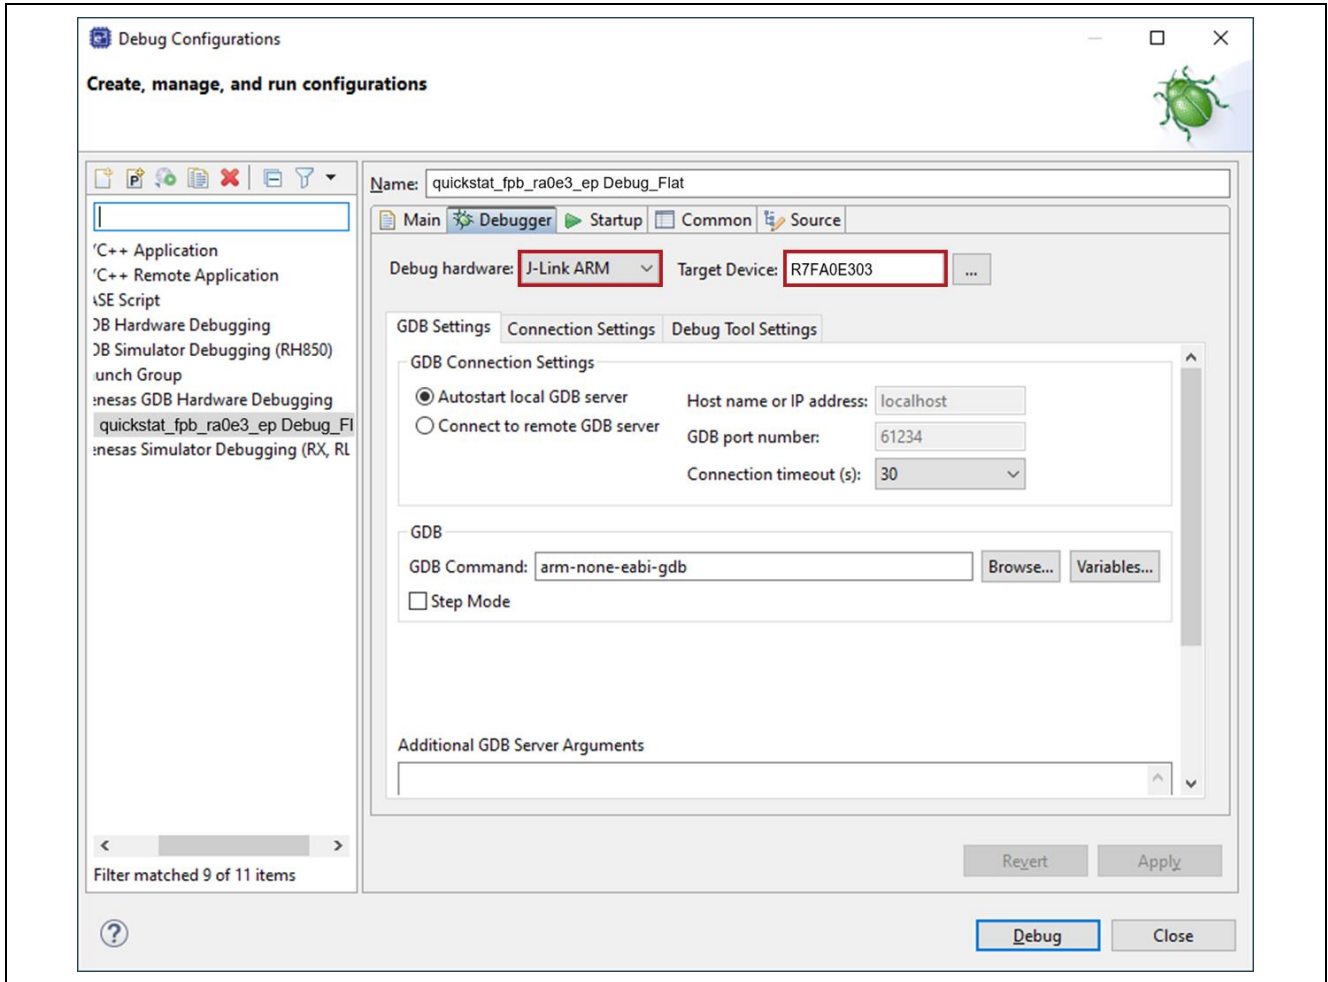 Debug Configurations
Create, manage, and run configurations
Name: quickstat_fpb_ra0e3_ep Debug_Flat
Main Debugger Startup Common Source
/C++ Application
/C++ Remote Application
ASE Script
DB Hardware Debugging
DB Simulator Debugging (RH850)
unch Group
enesas GDB Hardware Debugging
quickstat_fpb_ra0e3_ep Debug_Fl
enesas Simulator Debugging (RX, RL
Filter matched 9 of 11 items
Debug hardware: J-Link ARM Target Device: R7FA0E303 ...
GDB Settings Connection Settings Debug Tool Settings
GDB Connection Settings
Autostart local GDB server
Connect to remote GDB server
Host name or IP address: localhost
GDB port number: 61234
Connection timeout (s): 30
GDB
GDB Command: arm-none-eabi-gdb Browse... Variables...
Step Mode
Additional GDB Server Arguments
Revert Apply
? Debug Close